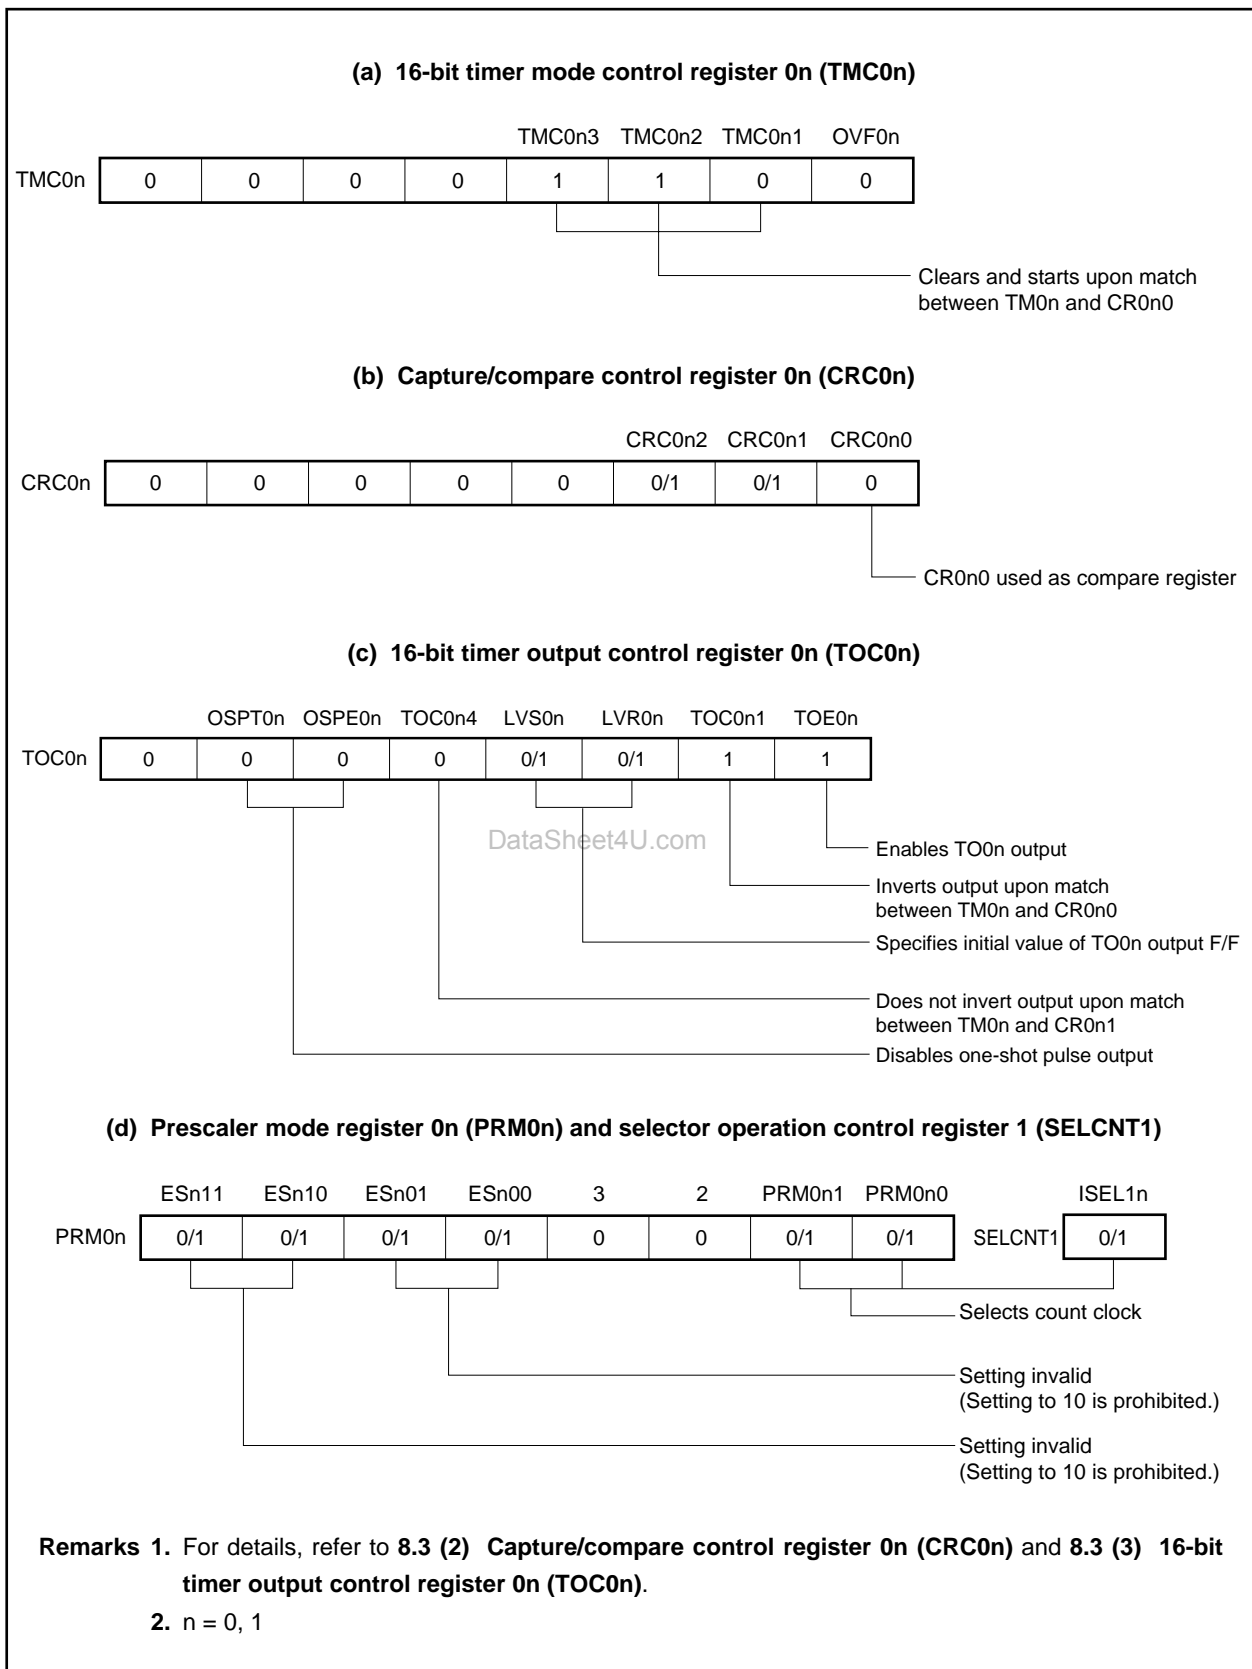 (a) 16-bit timer mode control register 0n (TMC0n)
TMC0n3 TMC0n2 TMC0n1 OVF0n
TMC0n 0 0 0 0 1 1 0 0
Clears and starts upon match
between TM0n and CR0n0
(b) Capture/compare control register 0n (CRC0n)
CRC0n2 CRC0n1 CRC0n0
CRC0n 0 0 0 0 0 0/1 0/1 0
CR0n0 used as compare register
(c) 16-bit timer output control register 0n (TOC0n)
OSPT0n OSPE0n TOC0n4 LVS0n LVR0n TOC0n1 TOE0n
TOC0n 0 0 0 0 0/1 0/1 1 1
DataSheet4U.com
Enables TO0n output
Inverts output upon match
between TM0n and CR0n0
Specifies initial value of TO0n output F/F
Does not invert output upon match
between TM0n and CR0n1
Disables one-shot pulse output
(d) Prescaler mode register 0n (PRM0n) and selector operation control register 1 (SELCNT1)
ESn11 ESn10 ESn01 ESn00 3 2 PRM0n1 PRM0n0 ISEL1n
PRM0n 0/1 0/1 0/1 0/1 0 0 0/1 0/1 SELCNT1 0/1
Selects count clock
Setting invalid
(Setting to 10 is prohibited.)
Setting invalid
(Setting to 10 is prohibited.)
Remarks 1. For details, refer to 8.3 (2) Capture/compare control register 0n (CRC0n) and 8.3 (3) 16-bit
timer output control register 0n (TOC0n).
2. n = 0, 1